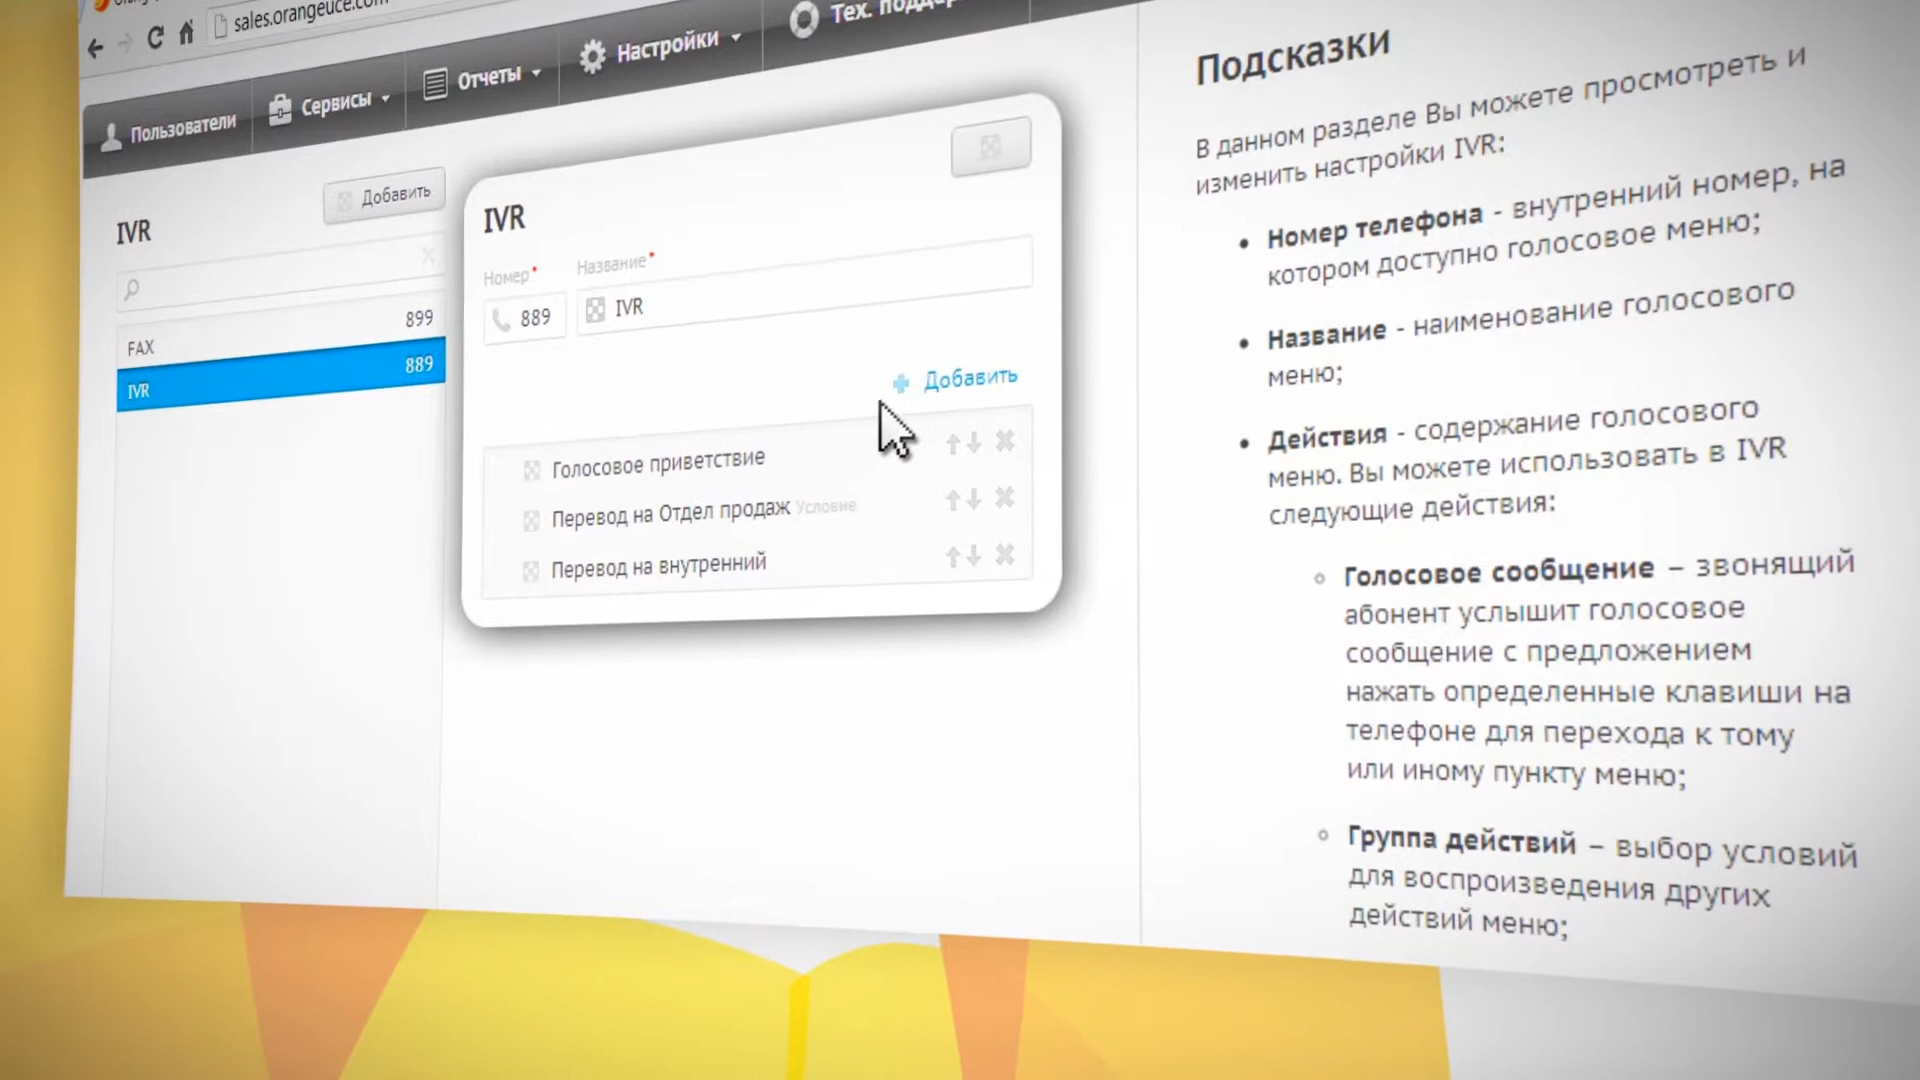 sales.orangeuce.com
Пользователи
Сервисы
Отчеты
Настройки
Тех.
IVR
Добавить
FAX 899
IVR 889
IVR
Номер* Название*
889 IVR
Добавить
Голосовое приветствие
Перевод на Отдел продаж Условие
Перевод на внутренний
Подсказки
В данном разделе Вы можете просмотреть и
изменить настройки IVR:
Номер телефона - внутренний номер, на
котором доступно голосовое меню;
Название - наименование голосового
меню;
Действия - содержание голосового
меню. Вы можете использовать в IVR
следующие действия:
Голосовое сообщение – звонящий
абонент услышит голосовое
сообщение с предложением
нажать определенные клавиши на
телефоне для перехода к тому
или иному пункту меню;
Группа действий – выбор условий
для воспроизведения других
действий меню;